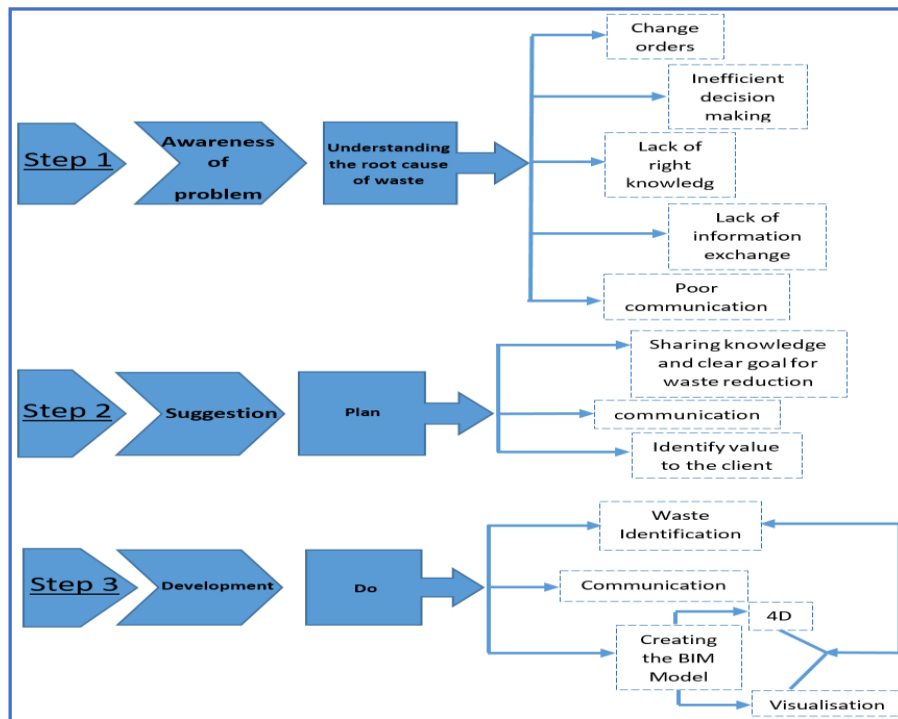 Step 1
Awareness
of
problem
Understanding
the root cause
of waste
Change
orders
Inefficient
decision
making
Lack of
right
knowledg
Lack of
information
exchange
Poor
communication
Step 2
Suggestion
Plan
Sharing knowledge
and clear goal for
waste reduction
communication
Identify value
to the client
Step 3
Development
Do
Waste
Identification
Communication
Creating
the BIM
Model
4D
Visualisation